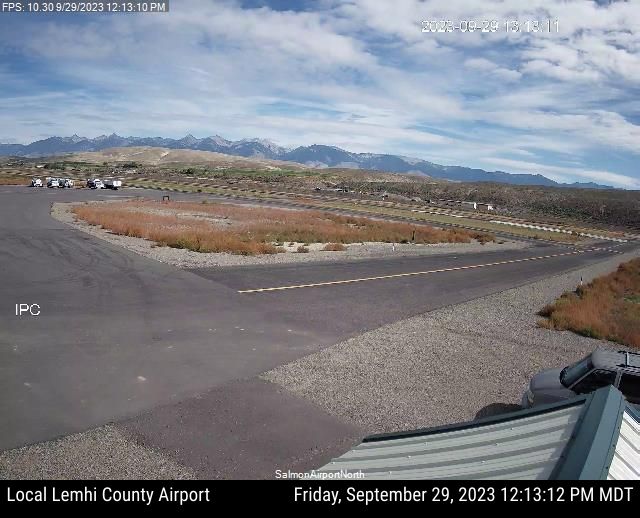 FPS: 10.30 9/29/2023 12:13:10 PM
2023-09-29 13:13:11
IPC
SalmonAirportNorth
Local Lemhi County Airport Friday, September 29, 2023 12:13:12 PM MDT